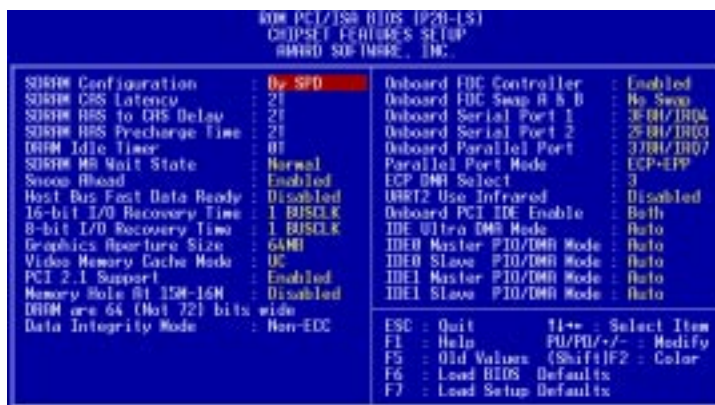 ROM PCI/ISA BIOS (P2B-LS)
CHIPSET FEATURES SETUP
AWARD SOFTWARE, INC.
SDRAM Configuration : By SPD
SDRAM CAS Latency : 2T
SDRAM RAS to CAS Delay : 2T
SDRAM RAS Precharge Time : 2T
DRAM Idle Timer : 0T
SDRAM MA Wait State : Normal
Snoop Ahead : Enabled
Host Bus Fast Data Ready : Disabled
16-bit I/O Recovery Time : 1 BUSCLK
8-bit I/O Recovery Time : 1 BUSCLK
Graphics Aperture Size : 64MB
Video Memory Cache Mode : UC
PCI 2.1 Support : Enabled
Memory Hole At 15M-16M : Disabled
DRAM are 64 (Not 72) bits wide
Data Integrity Mode : Non-ECC
Onboard FDC Controller : Enabled
Onboard FDC Swap A & B : No Swap
Onboard Serial Port 1 : 3F8H/IRQ4
Onboard Serial Port 2 : 2F8H/IRQ3
Onboard Parallel Port : 378H/IRQ7
Parallel Port Mode : ECP+EPP
ECP DMA Select : 3
UART2 Use Infrared : Disabled
Onboard PCI IDE Enable : Both
IDE Ultra DMA Mode : Auto
IDE0 Master PIO/DMA Mode : Auto
IDE0 Slave PIO/DMA Mode : Auto
IDE1 Master PIO/DMA Mode : Auto
IDE1 Slave PIO/DMA Mode : Auto
ESC : Quit ↑↓→← : Select Item
F1 : Help PU/PD/+/- : Modify
F5 : Old Values (Shift)F2 : Color
F6 : Load BIOS Defaults
F7 : Load Setup Defaults